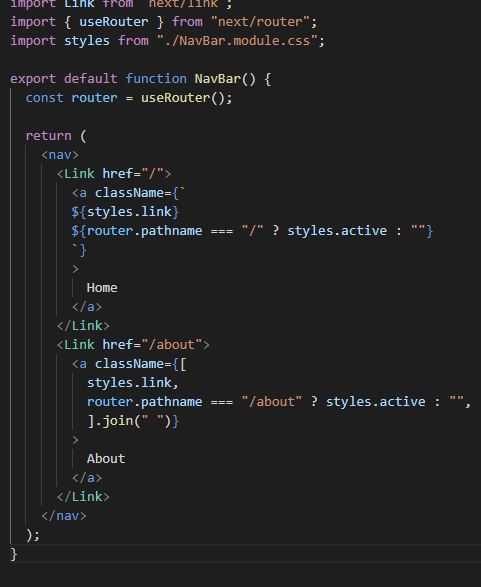 import Link from "next/link";
import { useRouter } from "next/router";
import styles from "./NavBar.module.css";

export default function NavBar() {
  const router = useRouter();

  return (
    <nav>
      <Link href="/">
        <a className={`
        ${styles.link}
        ${router.pathname === "/" ? styles.active : ""}
        `}
        >
          Home
        </a>
      </Link>
      <Link href="/about">
        <a className={[
          styles.link,
          router.pathname === "/about" ? styles.active : "",
          ].join(" ")}
        >
          About
        </a>
      </Link>
    </nav>
  );
}